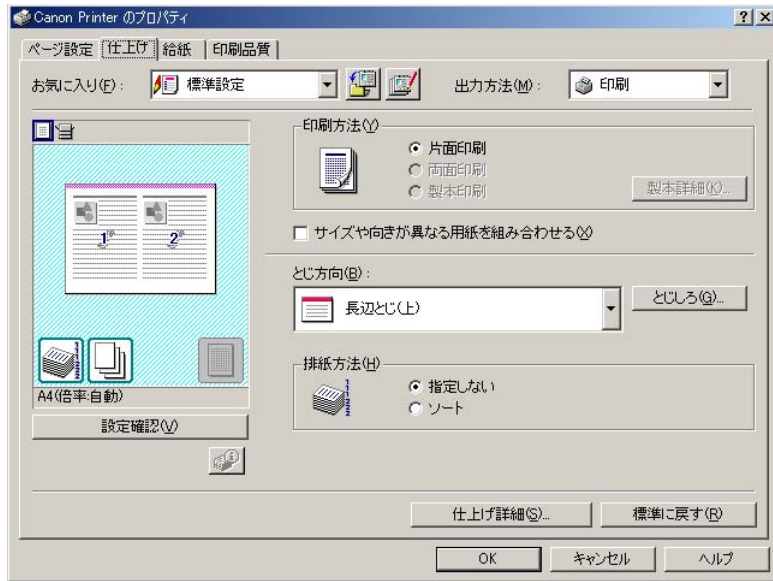 Canon Printer のプロパティ
ページ設定 仕上げ 給紙 印刷品質
お気に入り(F): 標準設定 出力方法(M): 印刷
印刷方法(Y)
片面印刷
両面印刷
製本印刷 製本詳細(K)...
サイズや向きが異なる用紙を組み合わせる(X)
1 2
とじ方向(B):
長辺とじ(上) とじしろ(G)...
排紙方法(H)
指定しない
ソート
A4(倍率:自動)
設定確認(V)
仕上げ詳細(S)... 標準に戻す(R)
OK キャンセル ヘルプ